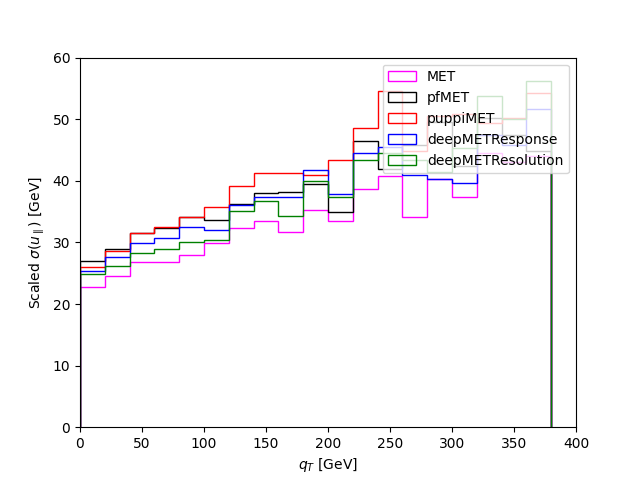 60
50
40
30
20
10
0
Scaled σ(u∥) [GeV]
MET
pfMET
puppiMET
deepMETResponse
deepMETResolution
0 50 100 150 200 250 300 350 400
qT [GeV]